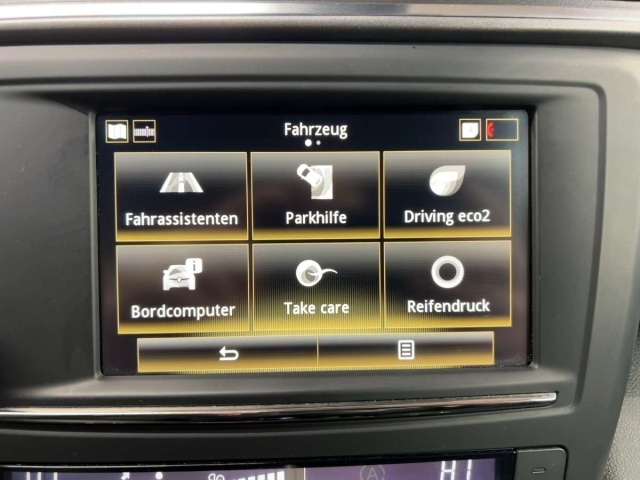 Fahrzeug
Fahrassistenten
Parkhilfe
Driving eco2
Bordcomputer
Take care
Reifendruck
A